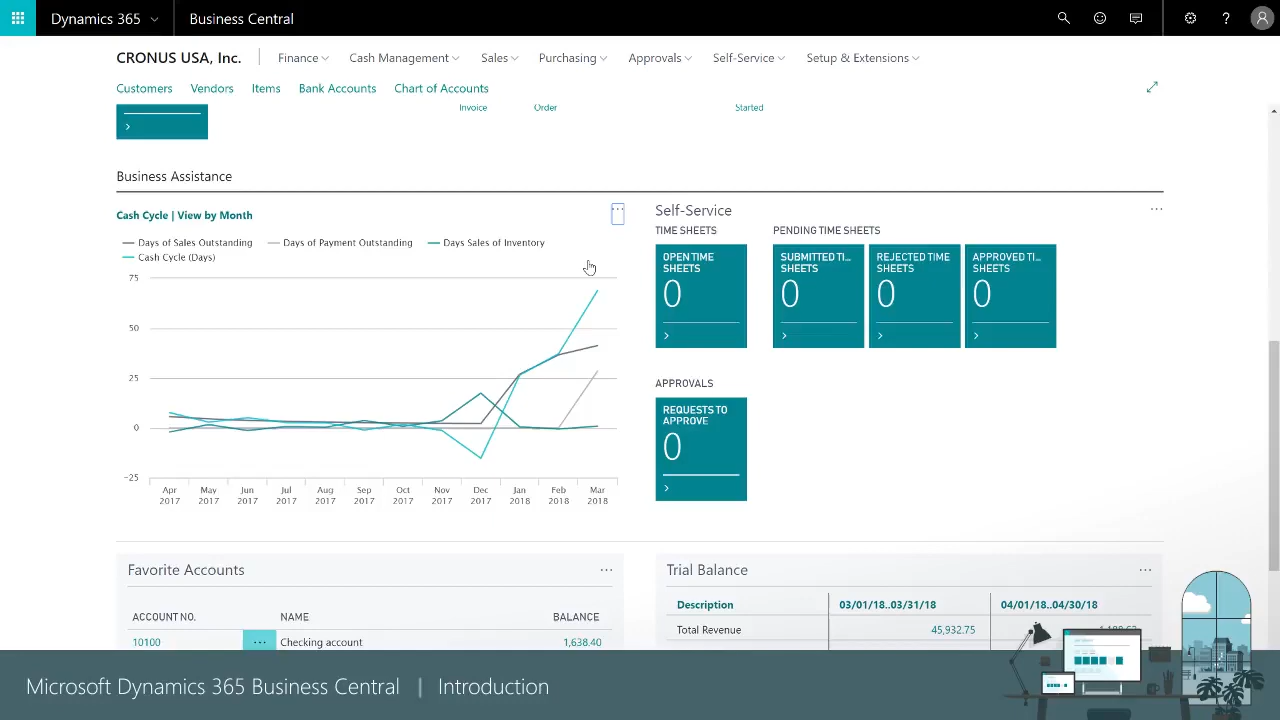 Dynamics 365
Business Central
CRONUS USA, Inc.
Finance
Cash Management
Sales
Purchasing
Approvals
Self-Service
Setup & Extensions
Customers
Vendors
Items
Bank Accounts
Chart of Accounts
Invoice
Order
Started
Business Assistance
Cash Cycle | View by Month
Days of Sales Outstanding
Days of Payment Outstanding
Days Sales of Inventory
Cash Cycle (Days)
75
50
25
0
-25
Apr 2017
May 2017
Jun 2017
Jul 2017
Aug 2017
Sep 2017
Oct 2017
Nov 2017
Dec 2017
Jan 2018
Feb 2018
Mar 2018
Self-Service
TIME SHEETS
PENDING TIME SHEETS
OPEN TIME
SHEETS
0
SUBMITTED TI...
SHEETS
0
REJECTED TIME
SHEETS
0
APPROVED TI...
SHEETS
0
APPROVALS
REQUESTS TO
APPROVE
0
Favorite Accounts
ACCOUNT NO.
NAME
BALANCE
10100
Checking account
1,638.40
Trial Balance
Description
03/01/18..03/31/18
04/01/18..04/30/18
Total Revenue
45,932.75
Microsoft Dynamics 365 Business Central | Introduction